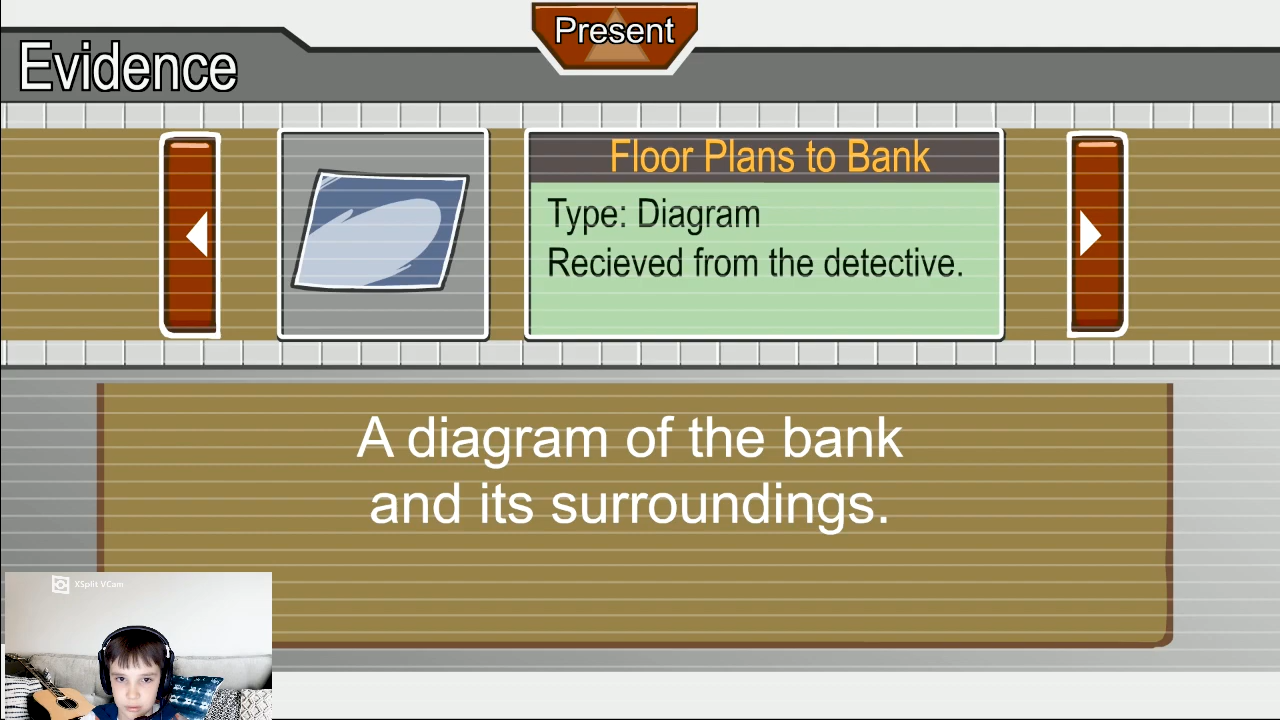 Present
Evidence
Floor Plans to Bank
Type: Diagram
Recieved from the detective.
A diagram of the bank
and its surroundings.
XSplit VCam